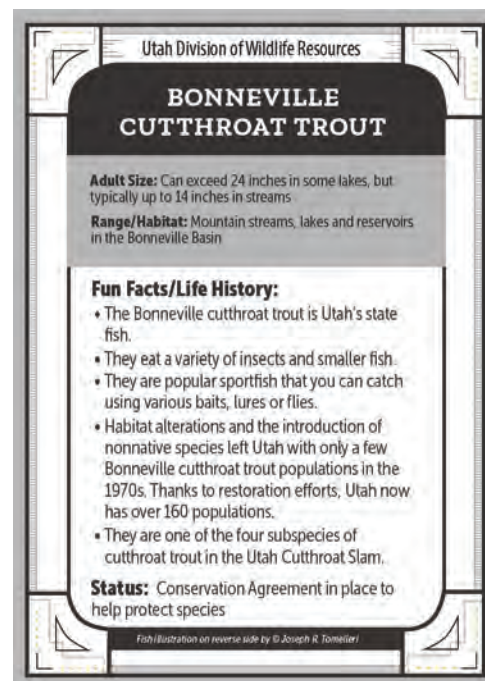 Utah Division of Wildlife Resources
BONNEVILLE
CUTTHROAT TROUT
Adult Size: Can exceed 24 inches in some lakes, but
typically up to 14 inches in streams
Range/Habitat: Mountain streams, lakes and reservoirs
in the Bonneville Basin
Fun Facts/Life History:
• The Bonneville cutthroat trout is Utah's state
fish.
• They eat a variety of insects and smaller fish.
• They are popular sportfish that you can catch
using various baits, lures or flies.
• Habitat alterations and the introduction of
nonnative species left Utah with only a few
Bonneville cutthroat trout populations in the
1970s. Thanks to restoration efforts, Utah now
has over 160 populations.
• They are one of the four subspecies of
cutthroat trout in the Utah Cutthroat Slam.
Status: Conservation Agreement in place to
help protect species
Fish illustration on reverse side by © Joseph R. Tomelleri